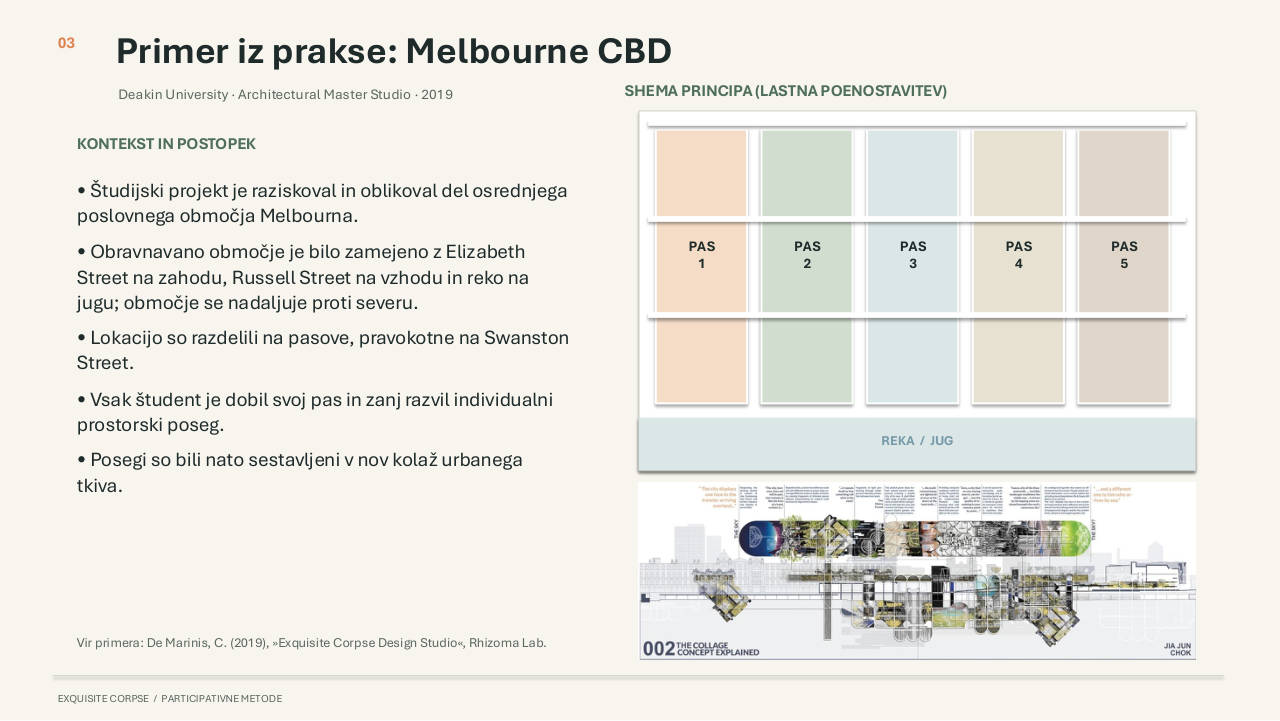 03
Primer iz prakse: Melbourne CBD
Deakin University · Architectural Master Studio · 2019
KONTEKST IN POSTOPEK
• Študijski projekt je raziskoval in oblikoval del osrednjega
poslovnega območja Melbourna.
• Obravnavano območje je bilo zamejeno z Elizabeth
Street na zahodu, Russell Street na vzhodu in reko na
jugu; območje se nadaljuje proti severu.
• Lokacijo so razdelili na pasove, pravokotne na Swanston
Street.
• Vsak študent je dobil svoj pas in zanj razvil individualni
prostorski poseg.
• Posegi so bili nato sestavljeni v nov kolaž urbanega
tkiva.
Vir primera: De Marinis, C. (2019), »Exquisite Corpse Design Studio«, Rhizoma Lab.
SHEMA PRINCIPA (LASTNA POENOSTAVITEV)
PAS
1
PAS
2
PAS
3
PAS
4
PAS
5
REKA / JUG
THE SKY
002 THE COLLAGE
CONCEPT EXPLAINED
JIA JUN
CHOK
EXQUISITE CORPSE / PARTICIPATIVNE METODE